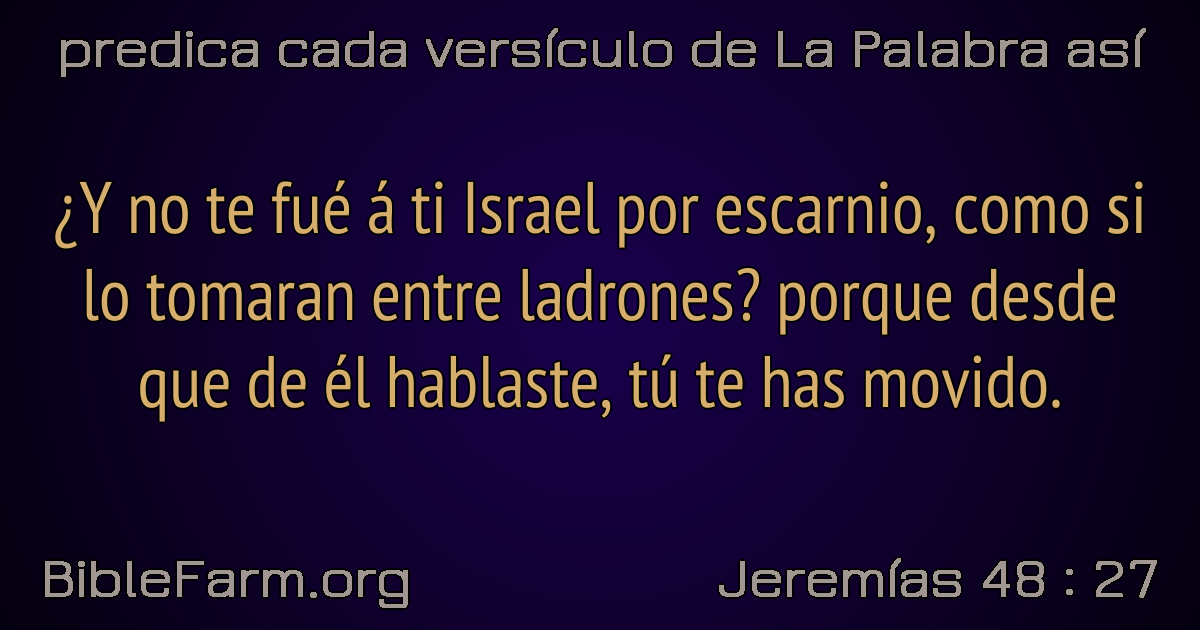 predica cada versículo de La Palabra así
¿Y no te fué á ti Israel por escarnio, como si
lo tomaran entre ladrones? porque desde
que de él hablaste, tú te has movido.
BibleFarm.org
Jeremías 48 : 27